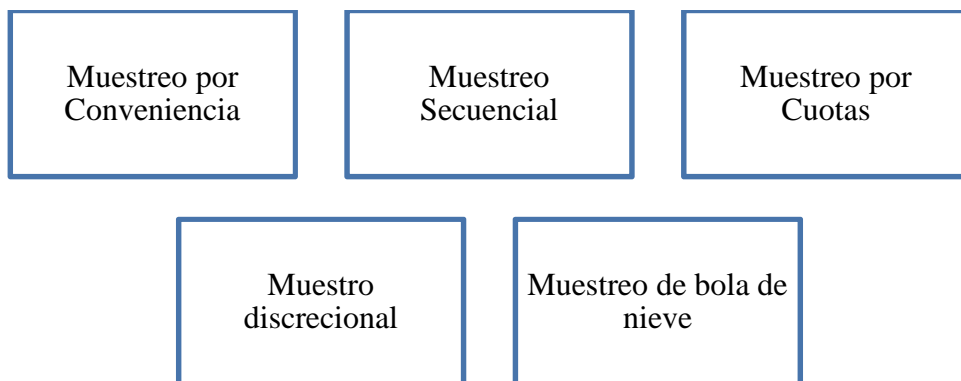 Muestreo por
Conveniencia
Muestreo
Secuencial
Muestreo por
Cuotas
Muestro
discrecional
Muestreo de bola de
nieve